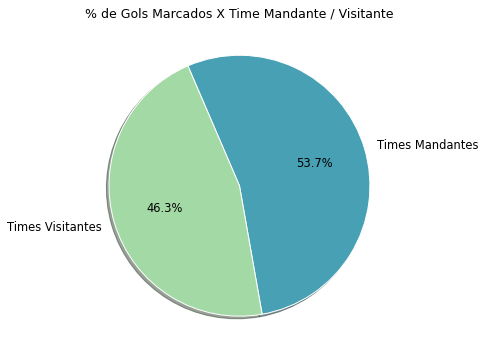 % de Gols Marcados X Time Mandante / Visitante
Times Mandantes
53.7%
46.3%
Times Visitantes